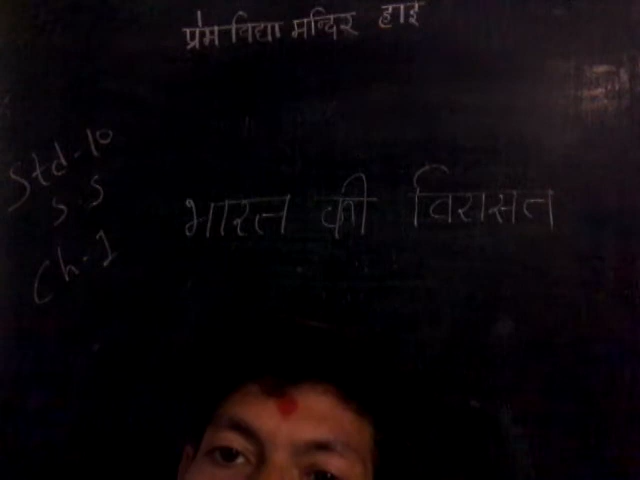 प्रेम विद्या मन्दिर हाई
Std-10
S.S
Ch-1
भारत की विरासत